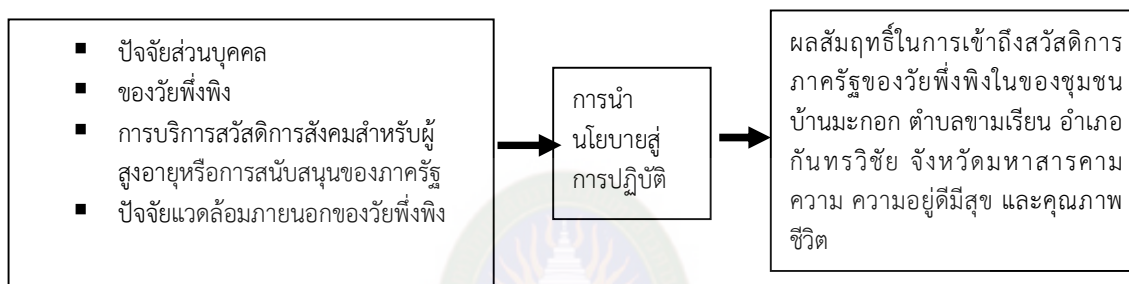 ■ ปัจจัยส่วนบุคคล
■ ของวัยพึ่งพิง
■ การบริการสวัสดิการสังคมสำหรับผู้
สูงอายุหรือการสนับสนุนของภาครัฐ
■ ปัจจัยแวดล้อมภายนอกของวัยพึ่งพิง
การนำ
นโยบายสู่
การปฏิบัติ
ผลสัมฤทธิ์ในการเข้าถึงสวัสดิการ
ภาครัฐของวัยพึ่งพิงในของชุมชน
บ้านมะกอก ตำบลขามเรียน อำเภอ
กันทรวิชัย จังหวัดมหาสารคาม
ความ ความอยู่ดีมีสุข และคุณภาพ
ชีวิต